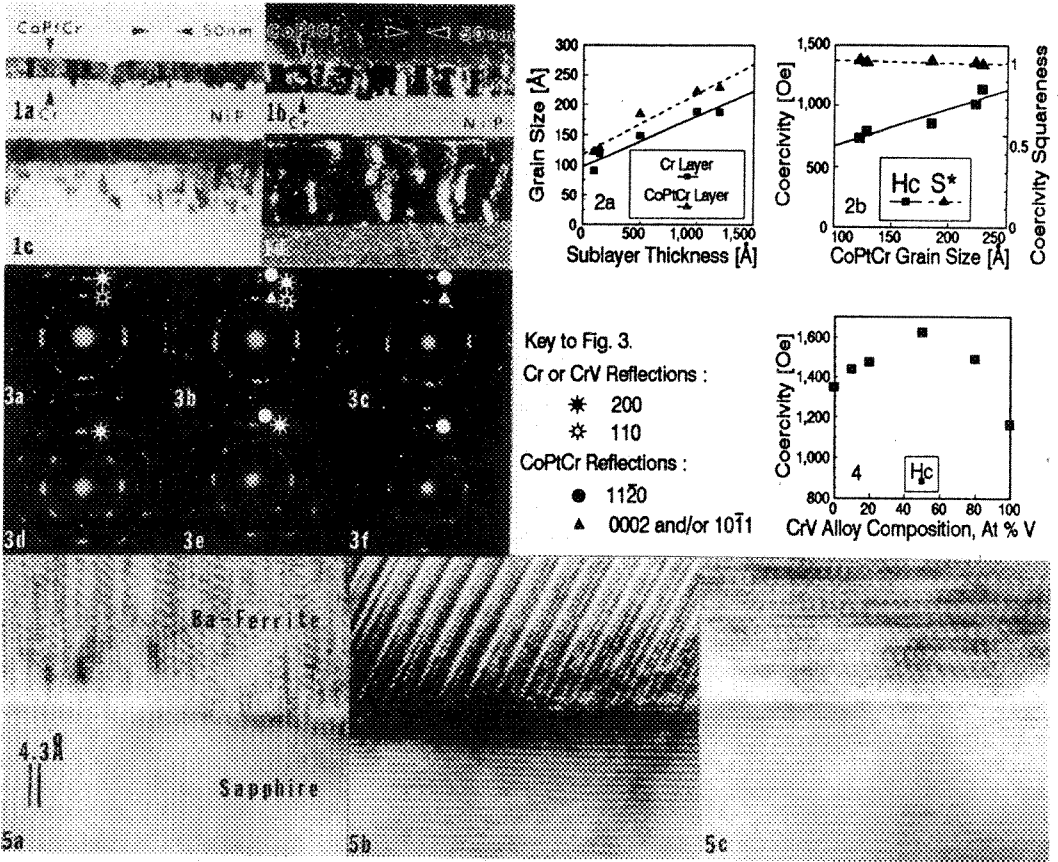 CoPtCr
50nm
1a
Cr
NiP
CoPtCr
50nm
1b
Cr
NiP
1c
3a
3b
3c
3d
3e
3f
Grain Size [Å]
300
250
200
150
100
50
0
2a
Cr Layer
CoPtCr Layer
0
500
1,000
1,500
Sublayer Thickness [Å]
Coercivity [Oe]
1,500
1,000
500
0
1
0.5
0
Coercivity Squareness
Hc S*
2b
100
150
200
250
CoPtCr Grain Size [Å]
Key to Fig. 3.
Cr or CrV Reflections :
200
110
CoPtCr Reflections :
112̄0
0002 and/or 101̄1
Coercivity [Oe]
1,600
1,400
1,200
1,000
800
4
Hc
0
20
40
60
80
100
CrV Alloy Composition, At % V
Ba-Ferrite
4.3Å
Sapphire
5a
5b
5c